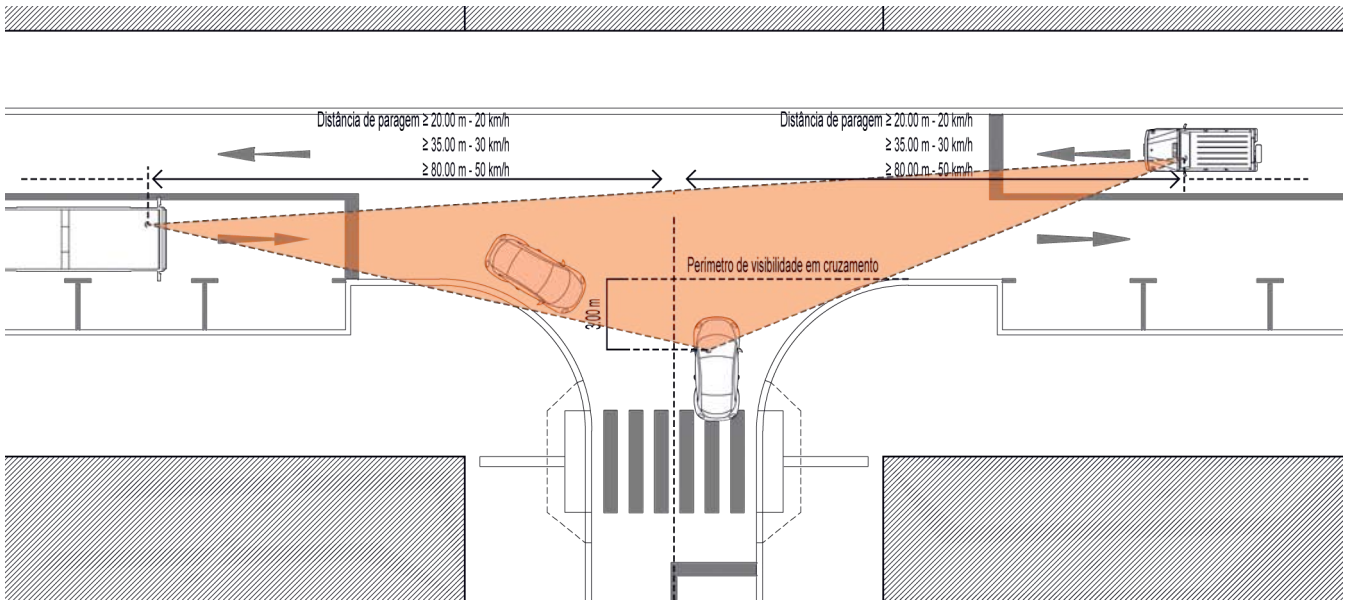 Distância de paragem ≥ 20.00 m - 20 km/h
≥ 35.00 m - 30 km/h
≥ 80.00 m - 50 km/h
Distância de paragem ≥ 20.00 m - 20 km/h
≥ 35.00 m - 30 km/h
≥ 80.00 m - 50 km/h
Perímetro de visibilidade em cruzamento
3.00 m